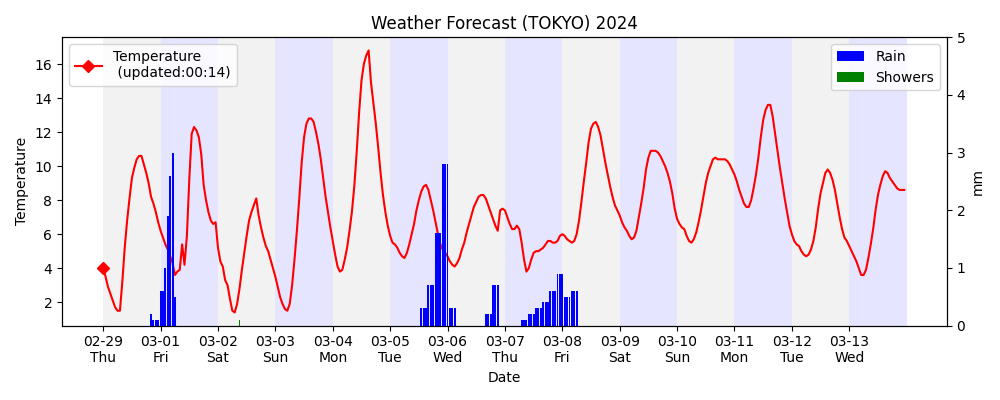 Weather Forecast (TOKYO) 2024
Temperature
(updated:00:14)
Rain
Showers
Temperature
16
14
12
10
8
6
4
2
5
4
3
2
1
0
mm
02-29 03-01 03-02 03-03 03-04 03-05 03-06 03-07 03-08 03-09 03-10 03-11 03-12 03-13
Thu Fri Sat Sun Mon Tue Wed Thu Fri Sat Sun Mon Tue Wed
Date